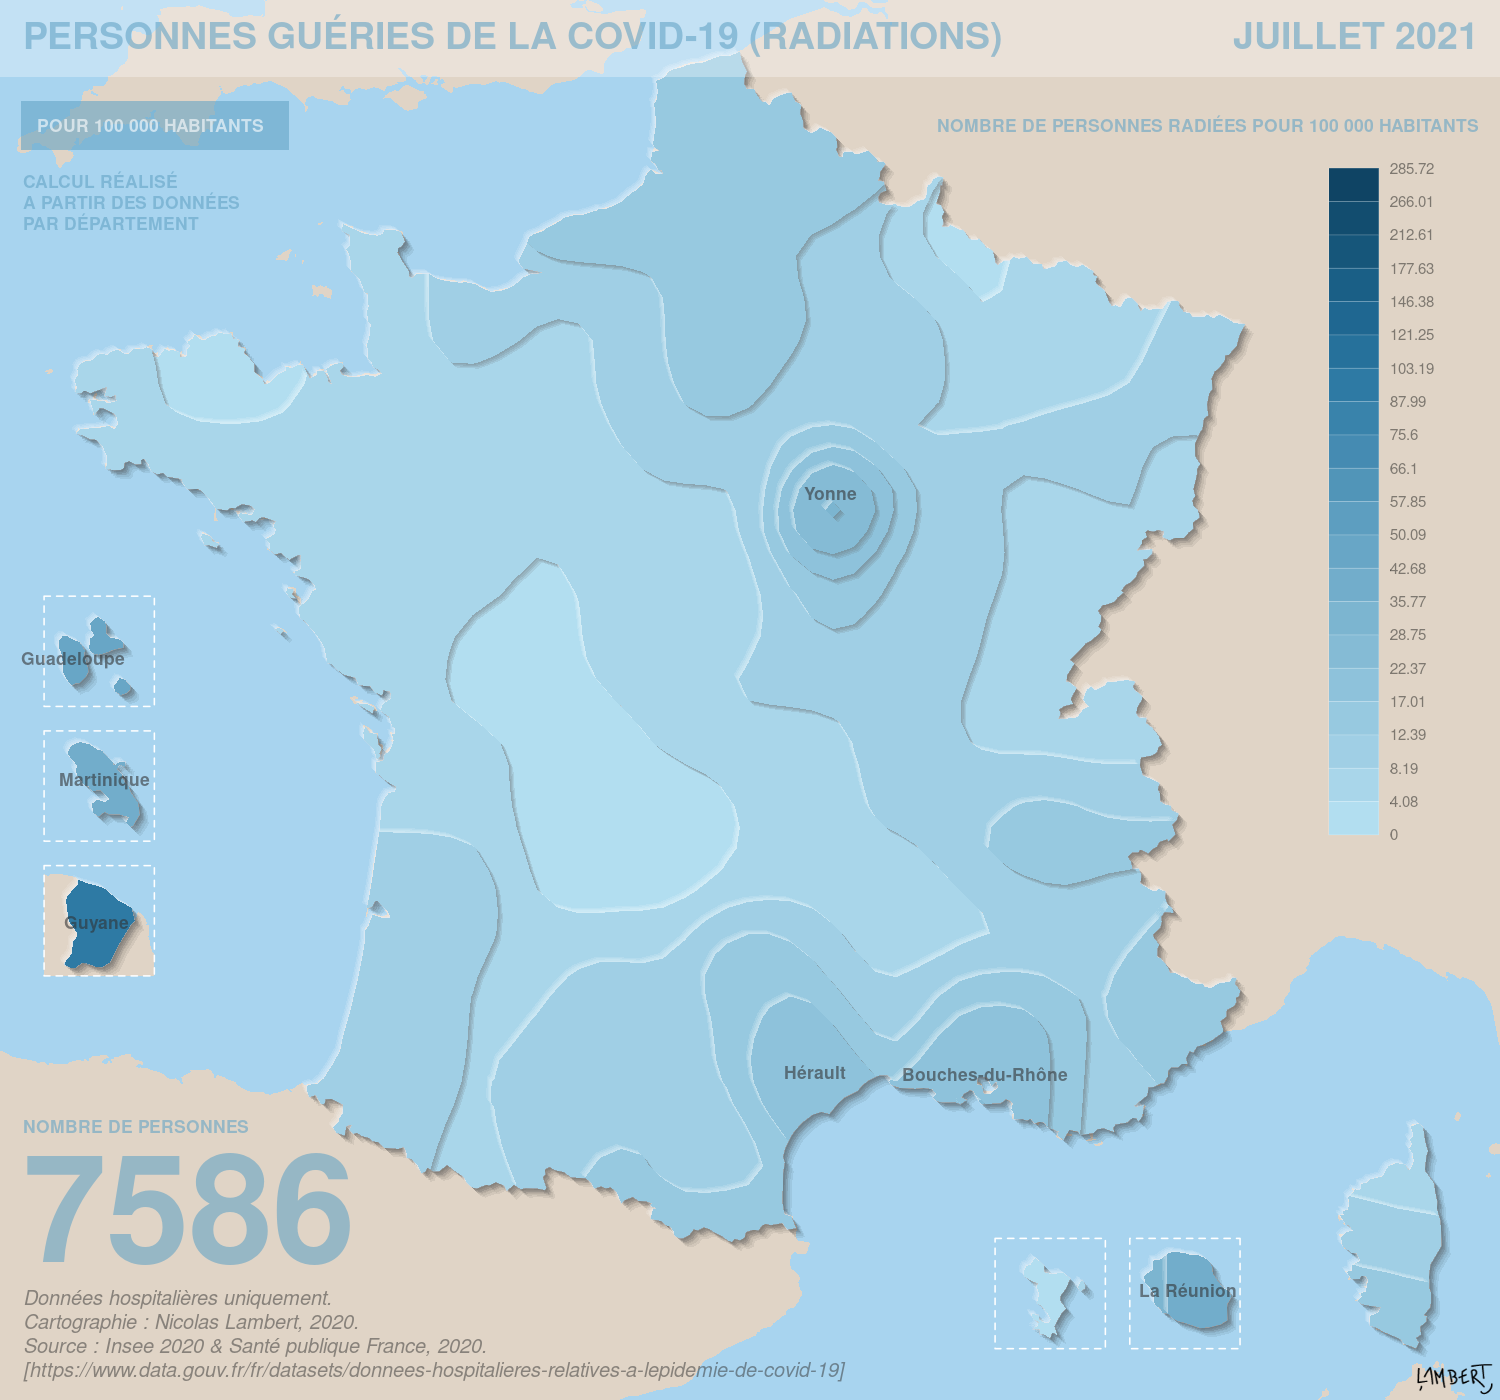 PERSONNES GUÉRIES DE LA COVID-19 (RADIATIONS)
JUILLET 2021
POUR 100 000 HABITANTS
CALCUL RÉALISÉ
A PARTIR DES DONNÉES
PAR DÉPARTEMENT
NOMBRE DE PERSONNES RADIÉES POUR 100 000 HABITANTS
285.72
266.01
212.61
177.63
146.38
121.25
103.19
87.99
75.6
66.1
57.85
50.09
42.68
35.77
28.75
22.37
17.01
12.39
8.19
4.08
0
Yonne
Guadeloupe
Martinique
Guyane
Hérault
Bouches-du-Rhône
La Réunion
NOMBRE DE PERSONNES
7586
Données hospitalières uniquement.
Cartographie : Nicolas Lambert, 2020.
Source : Insee 2020 & Santé publique France, 2020.
[https://www.data.gouv.fr/fr/datasets/donnees-hospitalieres-relatives-a-lepidemie-de-covid-19]
LAMBERT